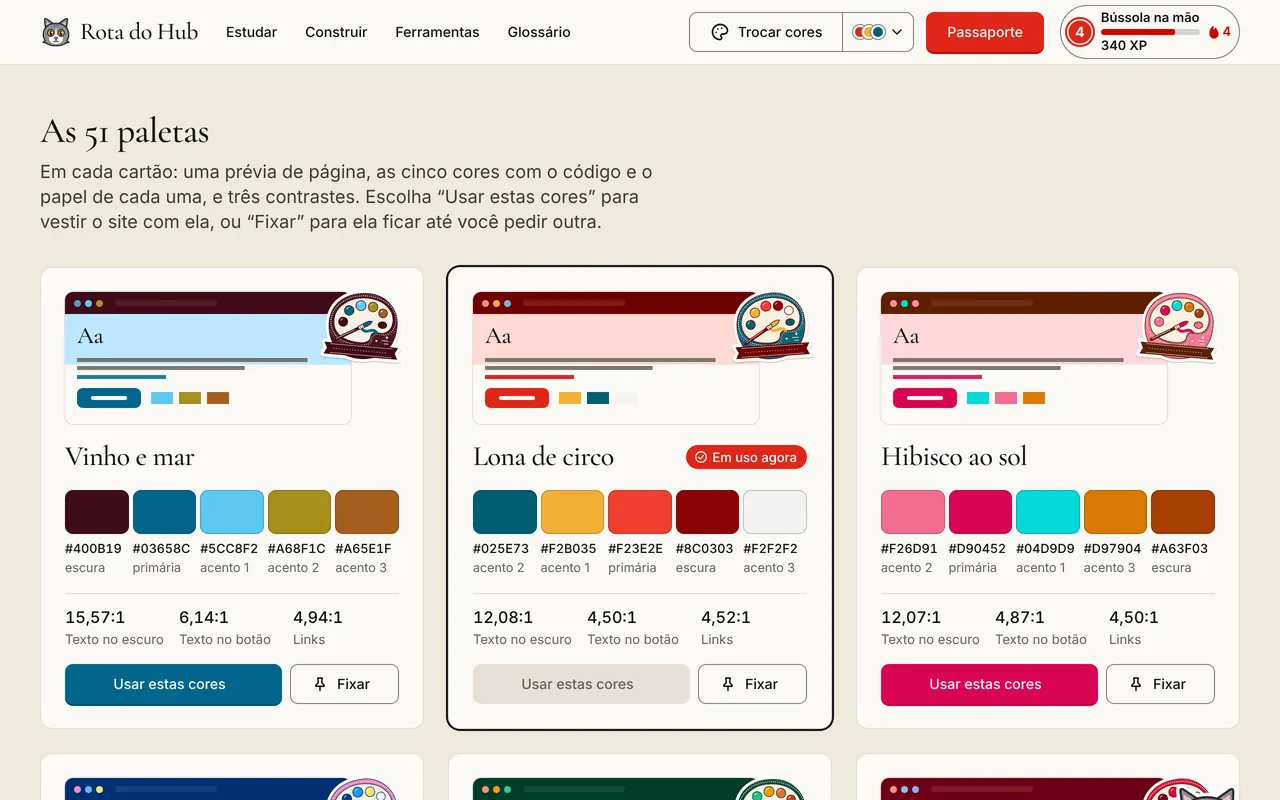 Rota do Hub
Estudar
Construir
Ferramentas
Glossário
Trocar cores
Passaporte
4
Bússola na mão
340 XP
4
As 51 paletas
Em cada cartão: uma prévia de página, as cinco cores com o código e o
papel de cada uma, e três contrastes. Escolha “Usar estas cores” para
vestir o site com ela, ou “Fixar” para ela ficar até você pedir outra.
Aa
Vinho e mar
#400B19 #03658C #5CC8F2 #A68F1C #A65E1F
escura primária acento 1 acento 2 acento 3
15,57:1 6,14:1 4,94:1
Texto no escuro Texto no botão Links
Usar estas cores Fixar
Aa
Lona de circo
Em uso agora
#025E73 #F2B035 #F23E2E #8C0303 #F2F2F2
acento 2 acento 1 primária escura acento 3
12,08:1 4,50:1 4,52:1
Texto no escuro Texto no botão Links
Usar estas cores Fixar
Aa
Hibisco ao sol
#F26D91 #D90452 #04D9D9 #D97904 #A63F03
acento 2 primária acento 1 acento 3 escura
12,07:1 4,87:1 4,50:1
Texto no escuro Texto no botão Links
Usar estas cores Fixar